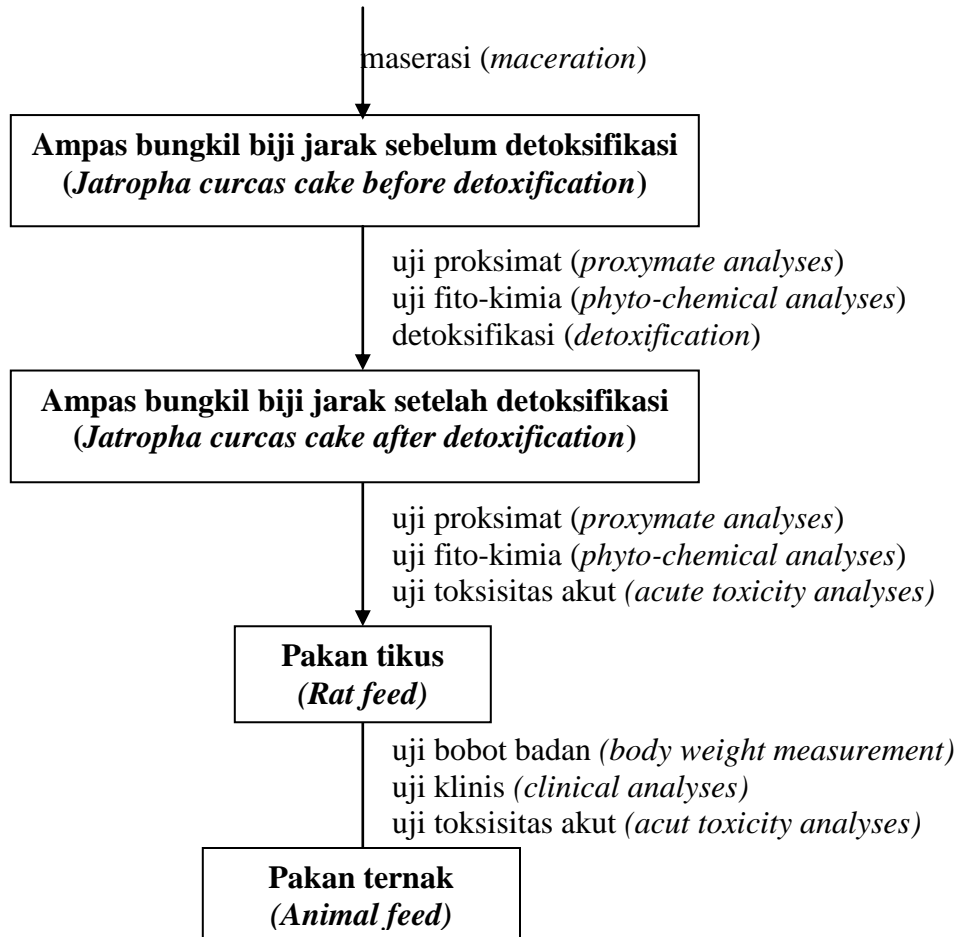 maserasi (maceration)
Ampas bungkil biji jarak sebelum detoksifikasi
(Jatropha curcas cake before detoxification)
uji proksimat (proxymate analyses)
uji fito-kimia (phyto-chemical analyses)
detoksifikasi (detoxification)
Ampas bungkil biji jarak setelah detoksifikasi
(Jatropha curcas cake after detoxification)
uji proksimat (proxymate analyses)
uji fito-kimia (phyto-chemical analyses)
uji toksisitas akut (acute toxicity analyses)
Pakan tikus
(Rat feed)
uji bobot badan (body weight measurement)
uji klinis (clinical analyses)
uji toksisitas akut (acut toxicity analyses)
Pakan ternak
(Animal feed)